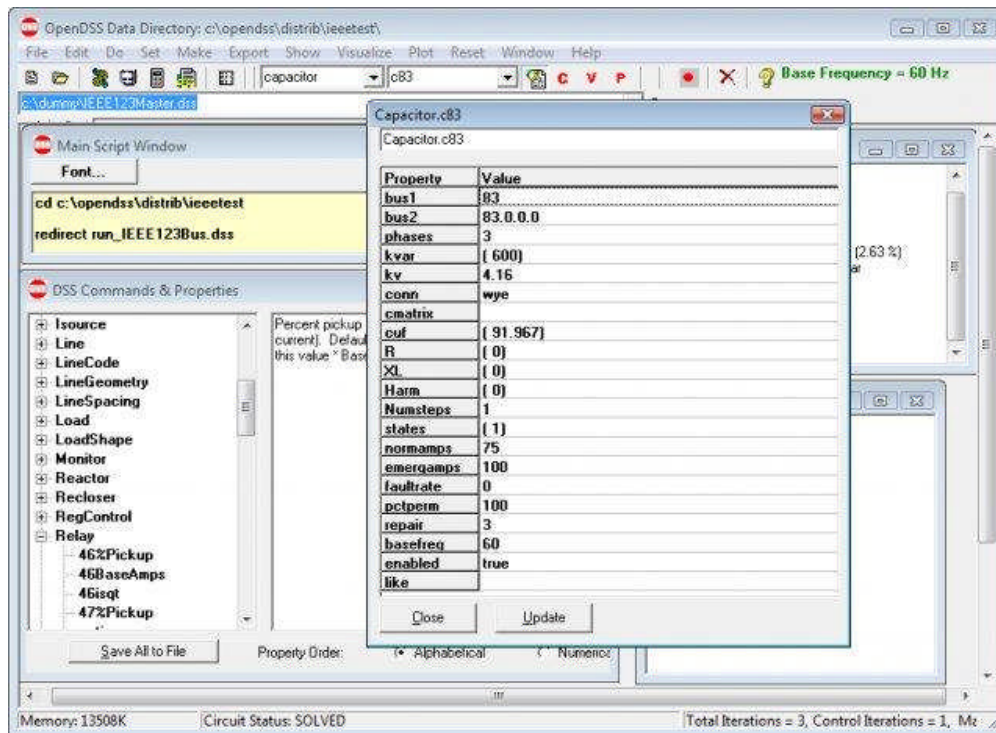 OpenDSS Data Directory: c:\opendss\distrib\ieeetest\
File Edit Do Set Make Export Show Visualize Plot Reset Window Help
capacitor c83 C V P Base Frequency = 60 Hz
c:\dummy\IEEE123Master.dss
Main Script Window
Font...
cd c:\opendss\distrib\ieeetest
redirect run_IEEE123Bus.dss
DSS Commands & Properties
Isource
Line
LineCode
LineGeometry
LineSpacing
Load
LoadShape
Monitor
Reactor
Recloser
RegControl
Relay
46%Pickup
46BaseAmps
46isqt
47%Pickup
Percent pickup
current). Defaul
this value * Bas
Save All to File
Property Order:
Alphabetical
Numerica
Capacitor.c83
Capacitor.c83
Property Value
bus1 83
bus2 83.0.0.0
phases 3
kvar ( 600)
kv 4.16
conn wye
cmatrix
cuf ( 91.967)
R ( 0)
XL ( 0)
Harm ( 0)
Numsteps 1
states ( 1)
normamps 75
emergamps 100
faultrate 0
pctperm 100
repair 3
basefreq 60
enabled true
like
Close Update
(2.63 %)
Memory: 13508K Circuit Status: SOLVED Total Iterations = 3, Control Iterations = 1, Ma